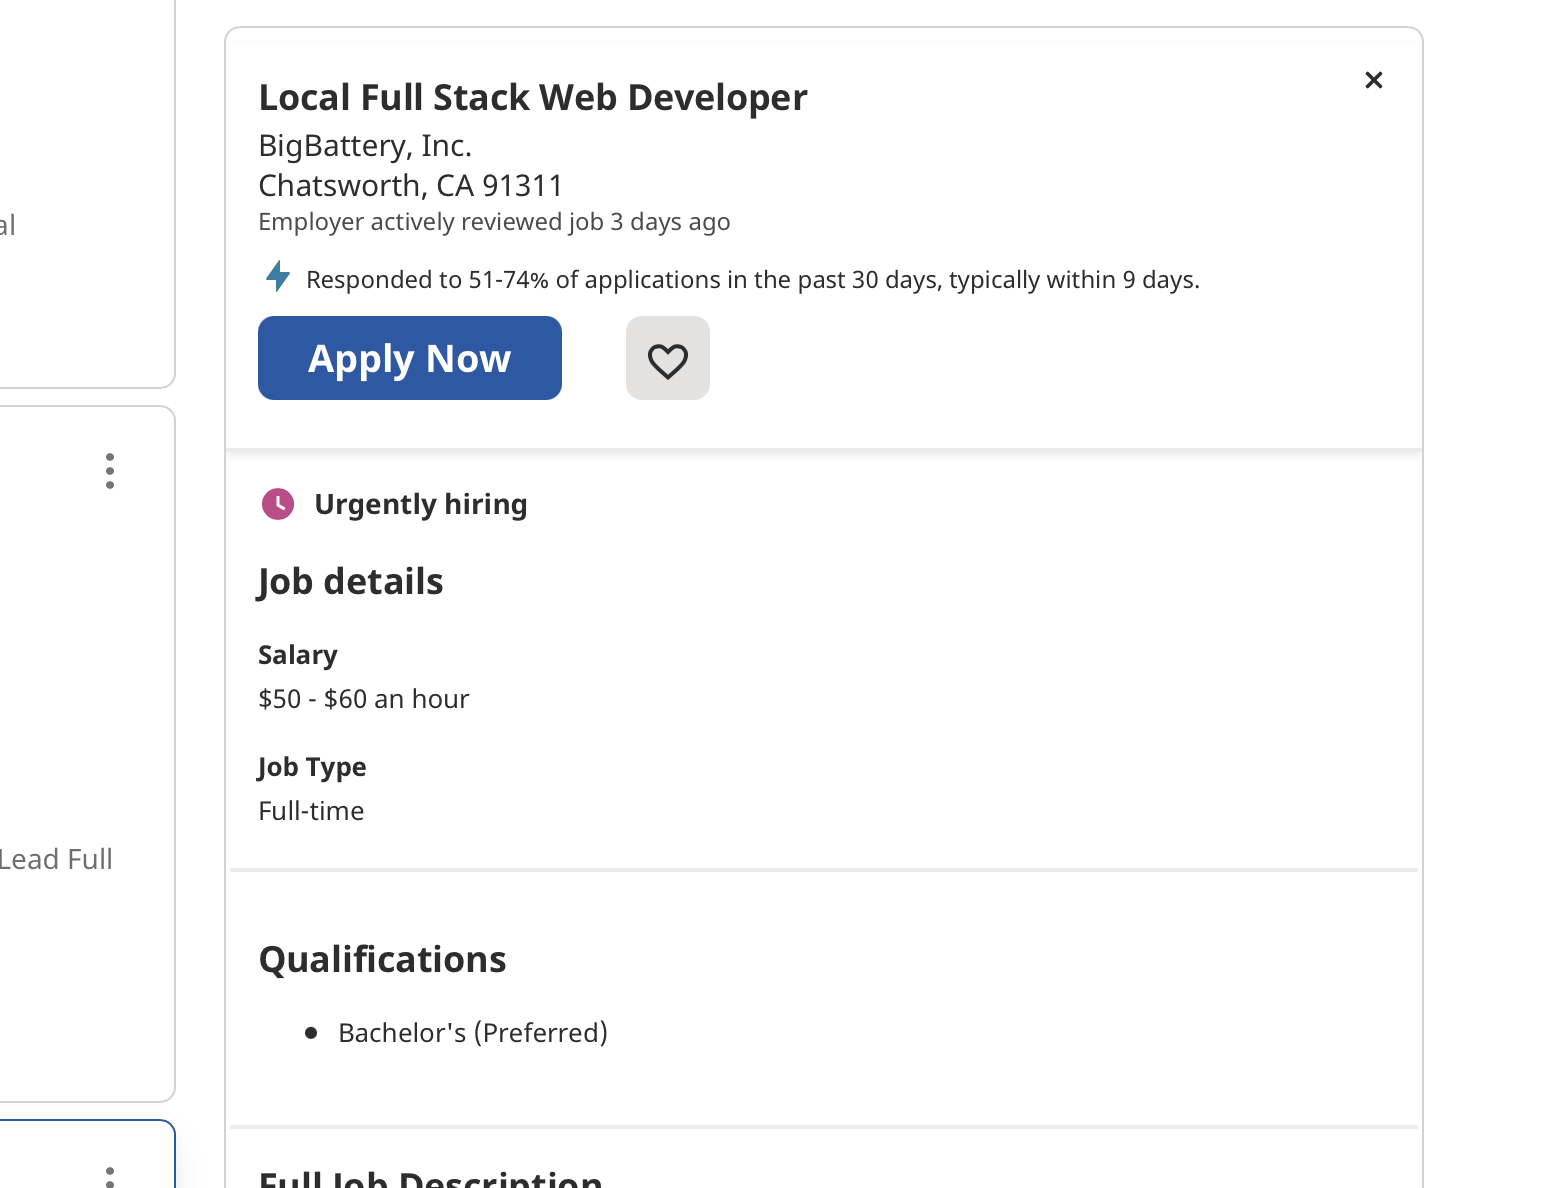 al
Lead Full
Local Full Stack Web Developer
BigBattery, Inc.
Chatsworth, CA 91311
Employer actively reviewed job 3 days ago
Responded to 51-74% of applications in the past 30 days, typically within 9 days.
Apply Now
Urgently hiring
Job details
Salary
$50 - $60 an hour
Job Type
Full-time
Qualifications
Bachelor's (Preferred)
Full Job Description